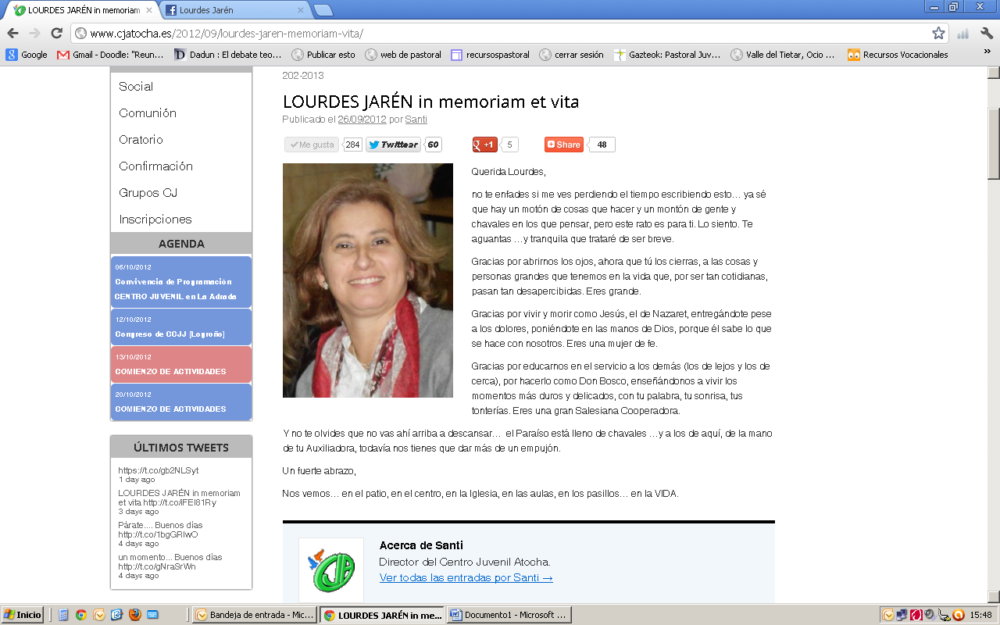 LOURDES JARÉN in memoriam
Lourdes Jarén
www.cjatocha.es/2012/09/lourdes-jaren-memoriam-vita/
Google
Gmail - Doodle: "Reun...
Dadun : El debate teo...
Publicar esto
web de pastoral
recursospastoral
cerrar sesión
Gazteok: Pastoral Juv...
Valle del Tietar, Ocio ...
Recursos Vocacionales
»
Social
Comunión
Oratorio
Confirmación
Grupos CJ
Inscripciones
AGENDA
06/10/2012
Convivencia de Programación
CENTRO JUVENIL en La Adrada
12/10/2012
Congreso de CCJJ [Logroño]
13/10/2012
COMIENZO DE ACTIVIDADES
20/10/2012
COMIENZO DE ACTIVIDADES
ÚLTIMOS TWEETS
https://t.co/gb2NLSyt
1 day ago
LOURDES JARÉN in memoriam
et vita http://t.co/iFEI81Ry
3 days ago
Párate.... Buenos días
http://t.co/1bgGRIwO
4 days ago
un momento... Buenos días
http://t.co/gNraSrWn
4 days ago
202-2013
LOURDES JARÉN in memoriam et vita
Publicado el 26/09/2012 por Santi
Me gusta 284 Twittear 60 +1 5 Share 48
Querida Lourdes,
no te enfades si me ves perdiendo el tiempo escribiendo esto… ya sé
que hay un motón de cosas que hacer y un montón de gente y
chavales en los que pensar, pero este rato es para ti. Lo siento. Te
aguantas …y tranquila que trataré de ser breve.
Gracias por abrirnos los ojos, ahora que tú los cierras, a las cosas y
personas grandes que tenemos en la vida que, por ser tan cotidianas,
pasan tan desapercibidas. Eres grande.
Gracias por vivir y morir como Jesús, el de Nazaret, entregándote pese
a los dolores, poniéndote en las manos de Dios, porque él sabe lo que
se hace con nosotros. Eres una mujer de fe.
Gracias por educarnos en el servicio a los demás (los de lejos y los de
cerca), por hacerlo como Don Bosco, enseñándonos a vivir los
momentos más duros y delicados, con tu palabra, tu sonrisa, tus
tonterías. Eres una gran Salesiana Cooperadora.
Y no te olvides que no vas ahí arriba a descansar… el Paraíso está lleno de chavales …y a los de aquí, de la mano
de tu Auxiliadora, todavía nos tienes que dar más de un empujón.
Un fuerte abrazo,
Nos vemos… en el patio, en el centro, en la Iglesia, en las aulas, en los pasillos… en la VIDA.
Acerca de Santi
Director del Centro Juvenil Atocha.
Ver todas las entradas por Santi →
Inicio
Bandeja de entrada - Mic...
LOURDES JARÉN in me...
Documento1 - Microsoft ...
15:48